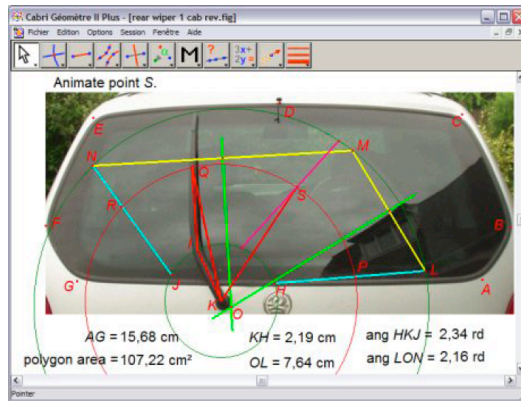 Cabri Géomètre II Plus - [rear wiper 1 cab rev.fig]
Fichier Edition Options Session Fenêtre Aide
M
3x+
2y=
Animate point S.
D
E
C
M
N
Q
S
R
F
B
I
P
L
G
J
H
A
K
O
AG = 15,68 cm
KH = 2,19 cm
ang HKJ = 2,34 rd
polygon area = 107,22 cm²
OL = 7,64 cm
ang LON = 2,16 rd
Pointer